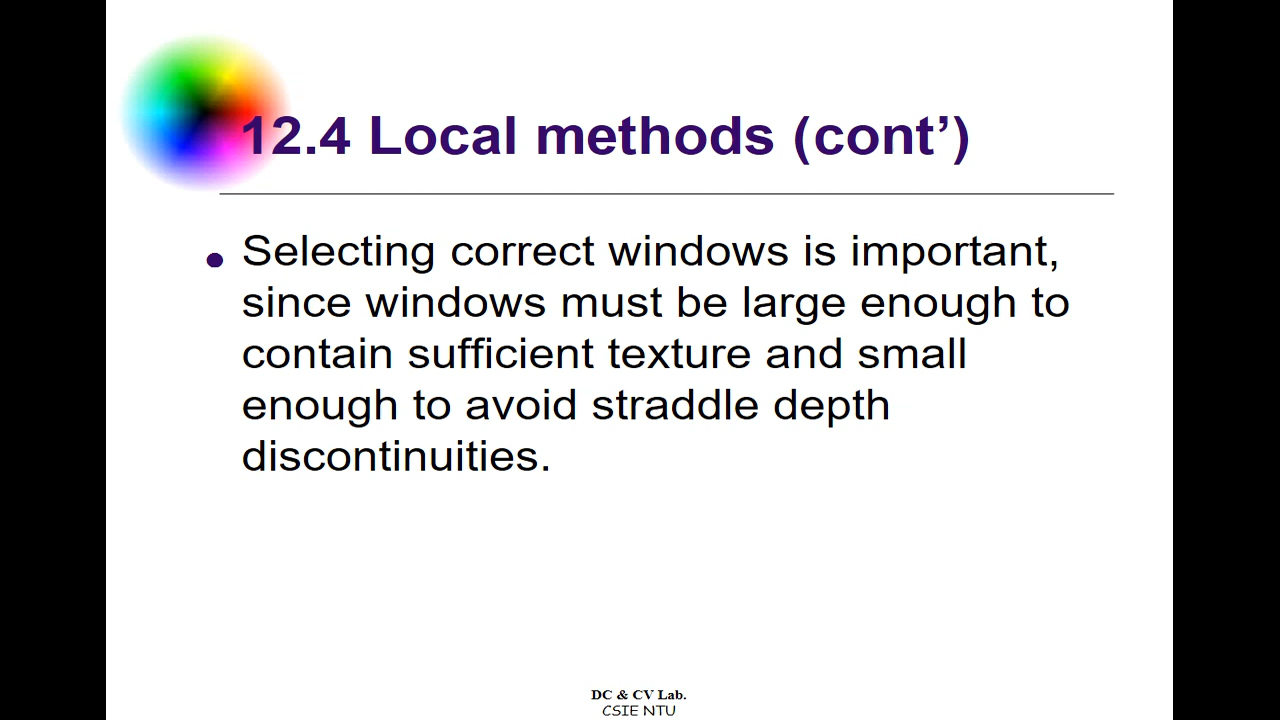 12.4 Local methods (cont’)
Selecting correct windows is important,
since windows must be large enough to
contain sufficient texture and small
enough to avoid straddle depth
discontinuities.
DC & CV Lab.
CSIE NTU